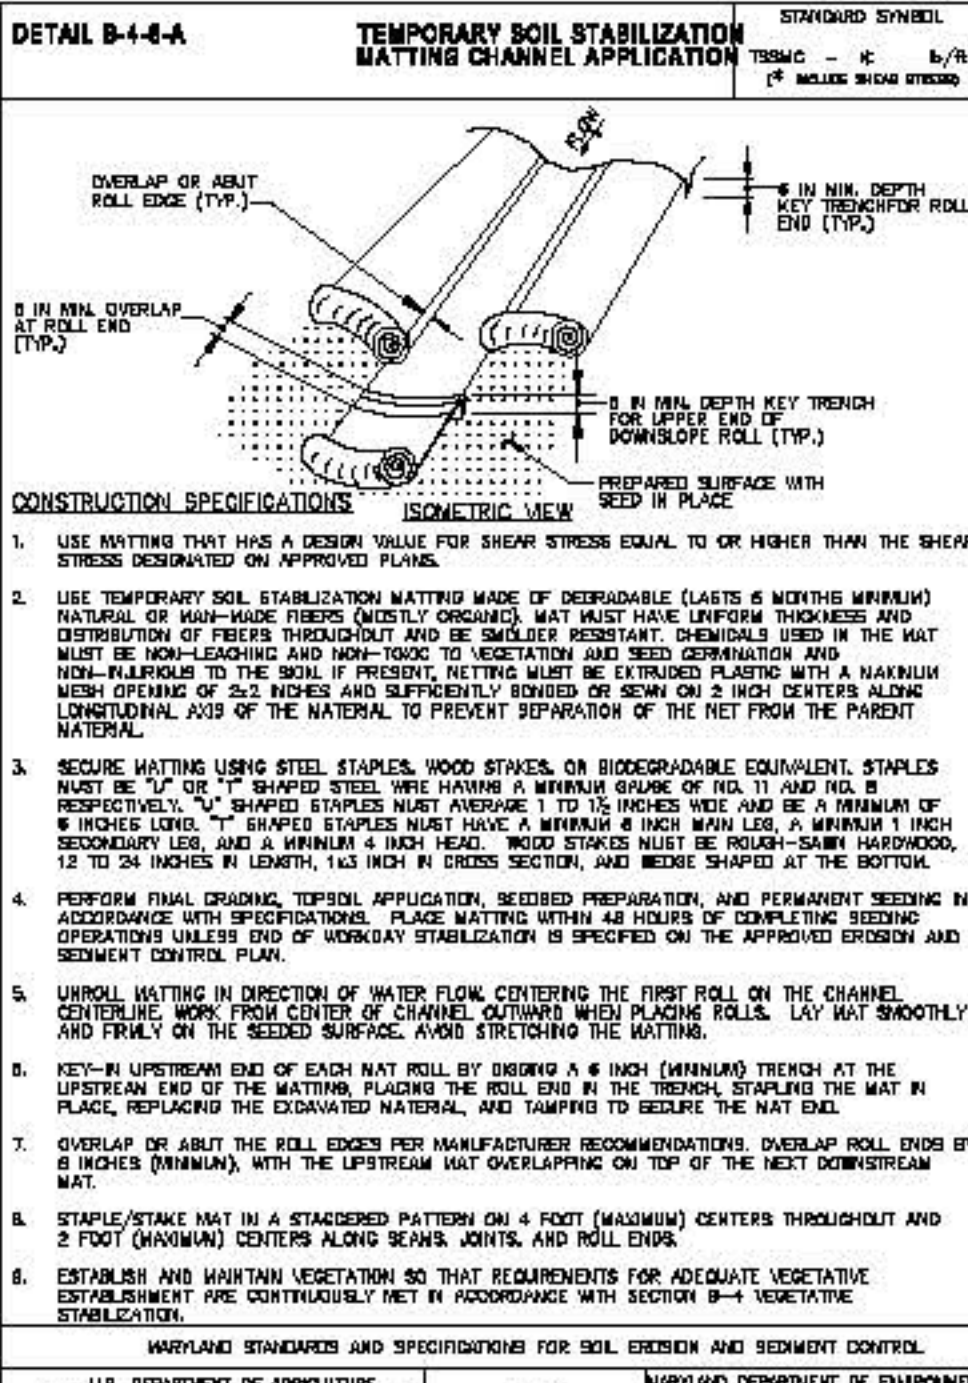 DETAIL B-4-6-A
TEMPORARY SOIL STABILIZATION
MATTING CHANNEL APPLICATION
STANDARD SYMBOL
TSSMC - * lb/ft
(* INCLUDE SHEAR STRESS)
FLOW
OVERLAP OR ABUT
ROLL EDGE (TYP.)
6 IN MIN. DEPTH
KEY TRENCHFOR ROLL
END (TYP.)
6 IN MIN. OVERLAP
AT ROLL END
(TYP.)
6 IN MIN. DEPTH KEY TRENCH
FOR UPPER END OF
DOWNSLOPE ROLL (TYP.)
PREPARED SURFACE WITH
SEED IN PLACE
ISOMETRIC VIEW
CONSTRUCTION SPECIFICATIONS
1. USE MATTING THAT HAS A DESIGN VALUE FOR SHEAR STRESS EQUAL TO OR HIGHER THAN THE SHEAR
STRESS DESIGNATED ON APPROVED PLANS.
2. USE TEMPORARY SOIL STABILIZATION MATTING MADE OF DEGRADABLE (LASTS 6 MONTHS MINIMUM)
NATURAL OR MAN-MADE FIBERS (MOSTLY ORGANIC). MAT MUST HAVE UNIFORM THICKNESS AND
DISTRIBUTION OF FIBERS THROUGHOUT AND BE SMOLDER RESISTANT. CHEMICALS USED IN THE MAT
MUST BE NON-LEACHING AND NON-TOXIC TO VEGETATION AND SEED GERMINATION AND
NON-INJURIOUS TO THE SKIN. IF PRESENT, NETTING MUST BE EXTRUDED PLASTIC WITH A MAXIMUM
MESH OPENING OF 2x2 INCHES AND SUFFICIENTLY BONDED OR SEWN ON 2 INCH CENTERS ALONG
LONGITUDINAL AXIS OF THE MATERIAL TO PREVENT SEPARATION OF THE NET FROM THE PARENT
MATERIAL.
3. SECURE MATTING USING STEEL STAPLES, WOOD STAKES, OR BIODEGRADABLE EQUIVALENT. STAPLES
MUST BE "U" OR "T" SHAPED STEEL WIRE HAVING A MINIMUM GAUGE OF NO. 11 AND NO. 8
RESPECTIVELY. "U" SHAPED STAPLES MUST AVERAGE 1 TO 1½ INCHES WIDE AND BE A MINIMUM OF
6 INCHES LONG. "T" SHAPED STAPLES MUST HAVE A MINIMUM 8 INCH MAIN LEG, A MINIMUM 1 INCH
SECONDARY LEG, AND A MINIMUM 4 INCH HEAD. WOOD STAKES MUST BE ROUGH-SAWN HARDWOOD,
12 TO 24 INCHES IN LENGTH, 1x3 INCH IN CROSS SECTION, AND WEDGE SHAPED AT THE BOTTOM.
4. PERFORM FINAL GRADING, TOPSOIL APPLICATION, SEEDBED PREPARATION, AND PERMANENT SEEDING IN
ACCORDANCE WITH SPECIFICATIONS. PLACE MATTING WITHIN 48 HOURS OF COMPLETING SEEDING
OPERATIONS UNLESS END OF WORKDAY STABILIZATION IS SPECIFIED ON THE APPROVED EROSION AND
SEDIMENT CONTROL PLAN.
5. UNROLL MATTING IN DIRECTION OF WATER FLOW, CENTERING THE FIRST ROLL ON THE CHANNEL
CENTERLINE. WORK FROM CENTER OF CHANNEL OUTWARD WHEN PLACING ROLLS. LAY MAT SMOOTHLY
AND FIRMLY ON THE SEEDED SURFACE. AVOID STRETCHING THE MATTING.
6. KEY-IN UPSTREAM END OF EACH MAT ROLL BY DIGGING A 6 INCH (MINIMUM) TRENCH AT THE
UPSTREAM END OF THE MATTING, PLACING THE ROLL END IN THE TRENCH, STAPLING THE MAT IN
PLACE, REPLACING THE EXCAVATED MATERIAL, AND TAMPING TO SECURE THE MAT END.
7. OVERLAP OR ABUT THE ROLL EDGES PER MANUFACTURER RECOMMENDATIONS. OVERLAP ROLL ENDS BY
6 INCHES (MINIMUM), WITH THE UPSTREAM MAT OVERLAPPING ON TOP OF THE NEXT DOWNSTREAM
MAT.
8. STAPLE/STAKE MAT IN A STAGGERED PATTERN ON 4 FOOT (MAXIMUM) CENTERS THROUGHOUT AND
2 FOOT (MAXIMUM) CENTERS ALONG SEAMS, JOINTS, AND ROLL ENDS.
9. ESTABLISH AND MAINTAIN VEGETATION SO THAT REQUIREMENTS FOR ADEQUATE VEGETATIVE
ESTABLISHMENT ARE CONTINUOUSLY MET IN ACCORDANCE WITH SECTION B-4 VEGETATIVE
STABILIZATION.
MARYLAND STANDARDS AND SPECIFICATIONS FOR SOIL EROSION AND SEDIMENT CONTROL
U.S. DEPARTMENT OF AGRICULTURE
MARYLAND DEPARTMENT OF ENVIRONME